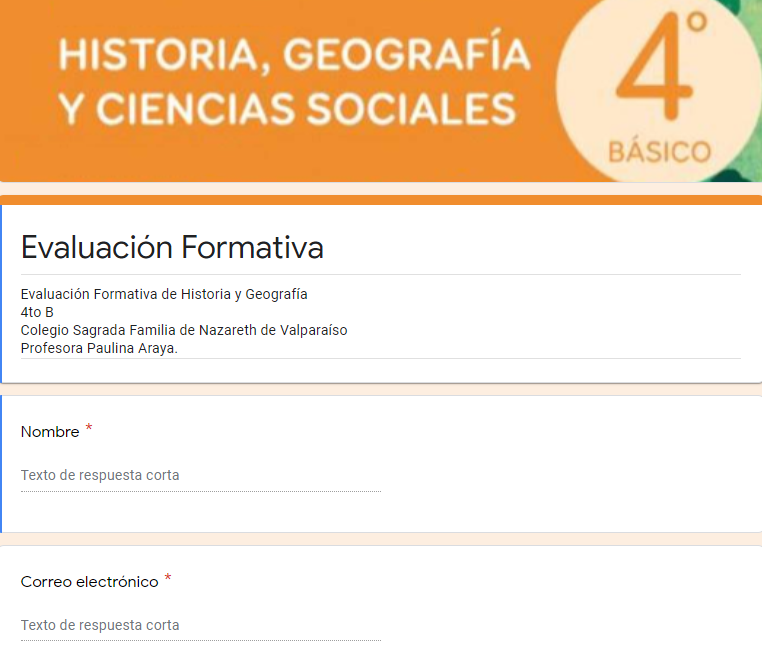 HISTORIA, GEOGRAFÍA
Y CIENCIAS SOCIALES
4°
BÁSICO
Evaluación Formativa
Evaluación Formativa de Historia y Geografía
4to B
Colegio Sagrada Familia de Nazareth de Valparaíso
Profesora Paulina Araya.
Nombre *
Texto de respuesta corta
Correo electrónico *
Texto de respuesta corta